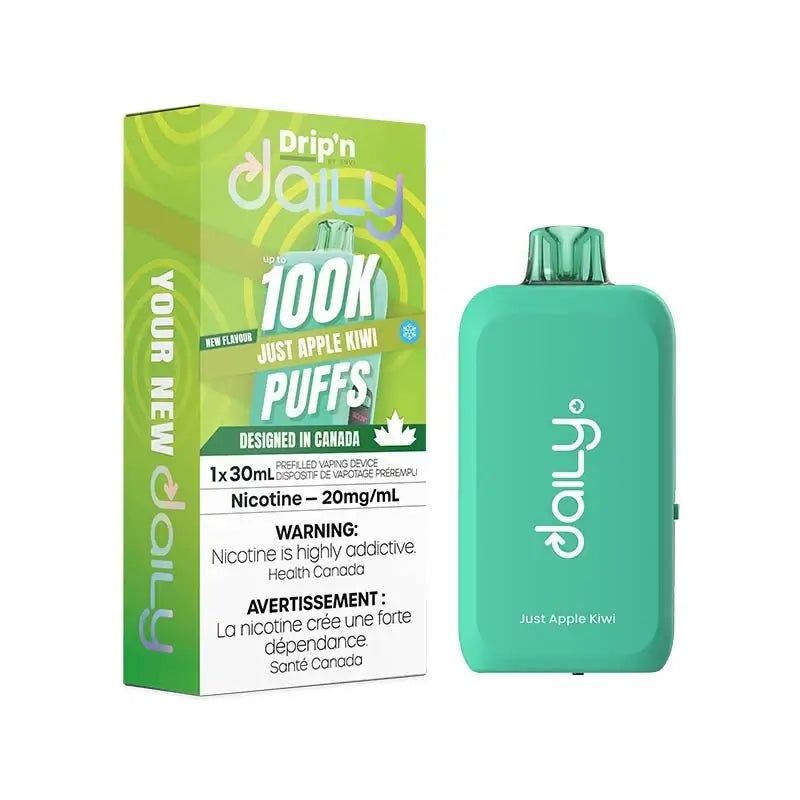 Drip'n
BY ENVI
daily
up to
100K
NEW FLAVOUR
JUST APPLE KIWI
PUFFS
DESIGNED IN CANADA
1 x 30mL PREFILLED VAPING DEVICE
DISPOSITIF DE VAPOTAGE PRÉREMPLI
Nicotine – 20mg/mL
WARNING:
Nicotine is highly addictive.
Health Canada
AVERTISSEMENT :
La nicotine crée une forte
dépendance.
Santé Canada
YOUR NEW daily
daily
Just Apple Kiwi